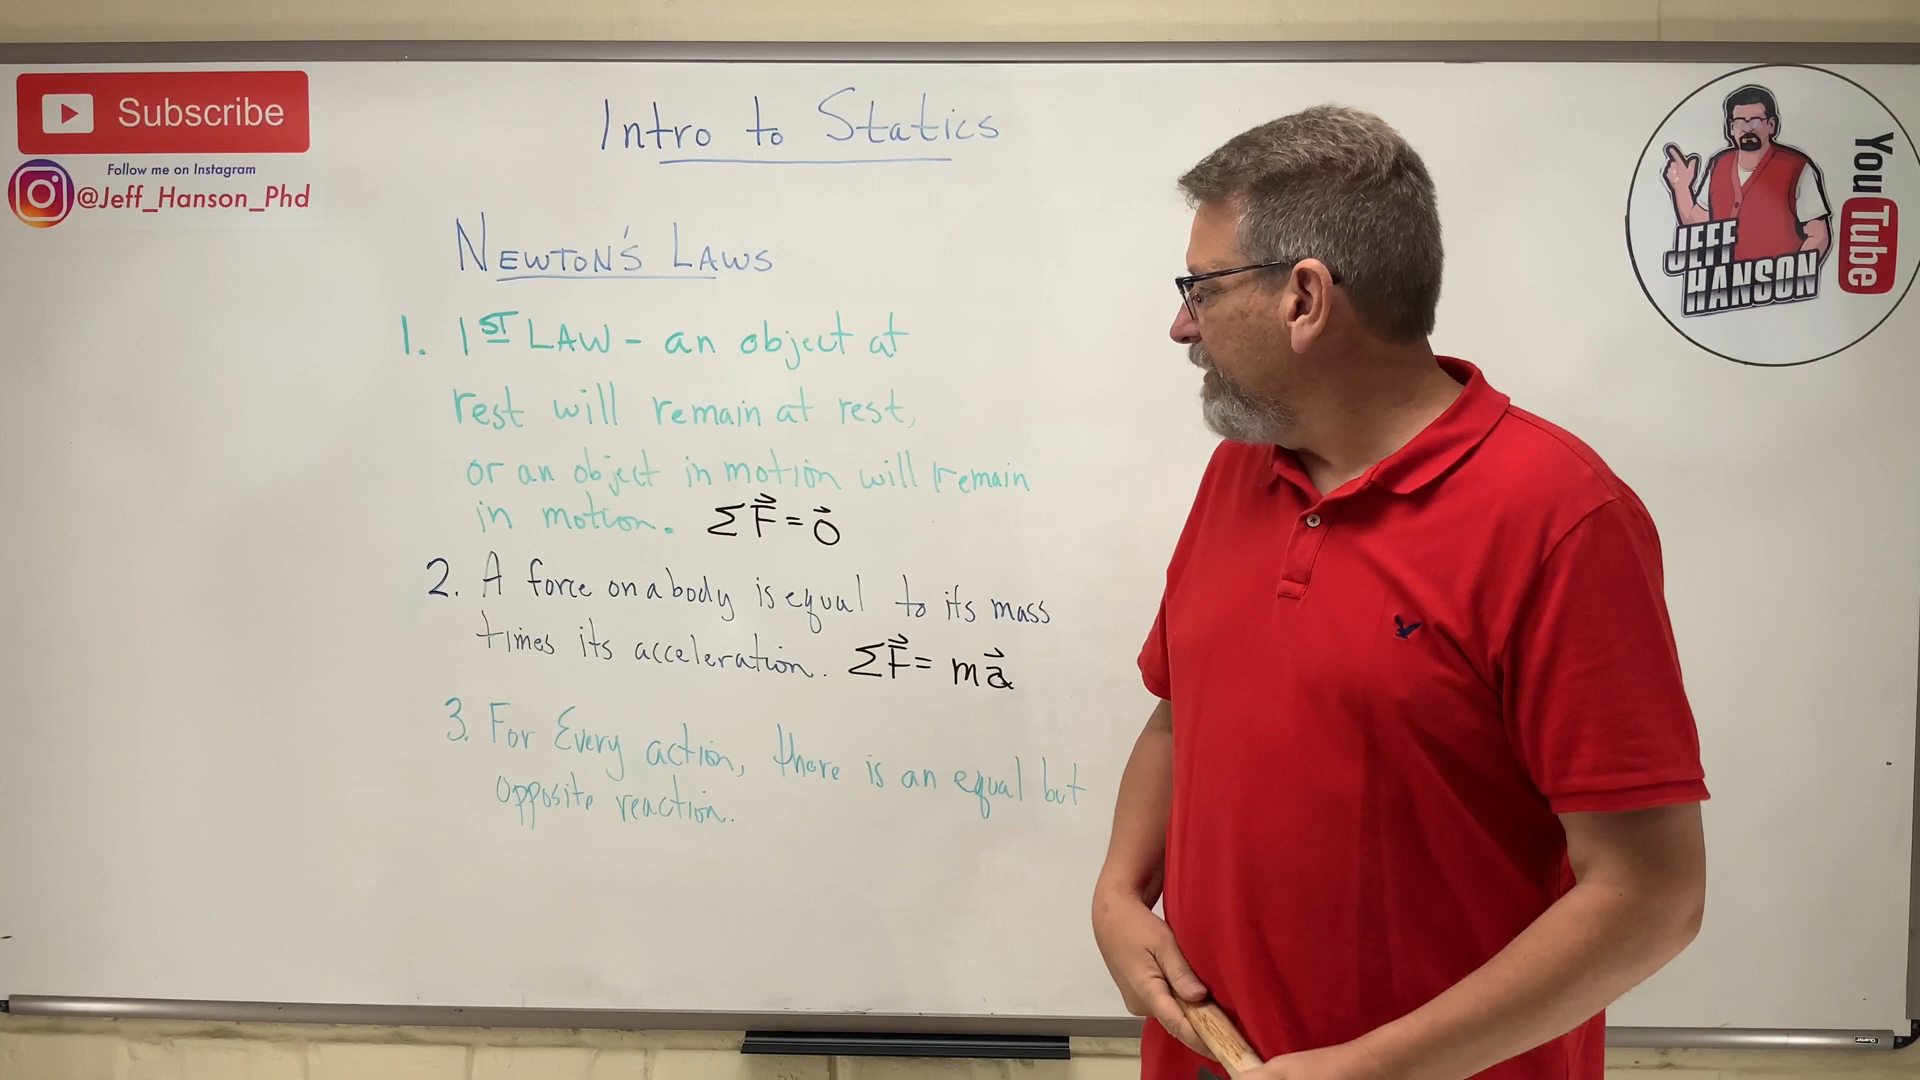 Subscribe
Follow me on Instagram
@Jeff_Hanson_Phd
Intro to Statics
NEWTON'S LAWS
1. 1ST LAW - an object at
rest will remain at rest,
or an object in motion will remain
in motion. ΣF⃗ = 0⃗
2. A force on a body is equal to its mass
times its acceleration. ΣF⃗ = ma⃗
3. For Every action, there is an equal but
opposite reaction.
JEFF
HANSON
YouTube
Quartet